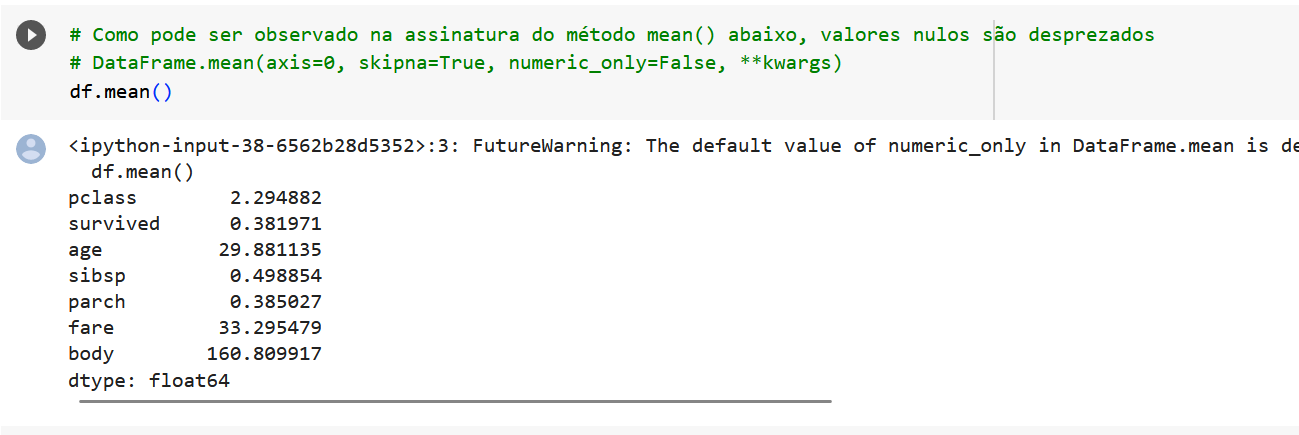 # Como pode ser observado na assinatura do método mean() abaixo, valores nulos são desprezados
# DataFrame.mean(axis=0, skipna=True, numeric_only=False, **kwargs)
df.mean()
<ipython-input-38-6562b28d5352>:3: FutureWarning: The default value of numeric_only in DataFrame.mean is de
  df.mean()
pclass        2.294882
survived      0.381971
age          29.881135
sibsp         0.498854
parch         0.385027
fare         33.295479
body        160.809917
dtype: float64